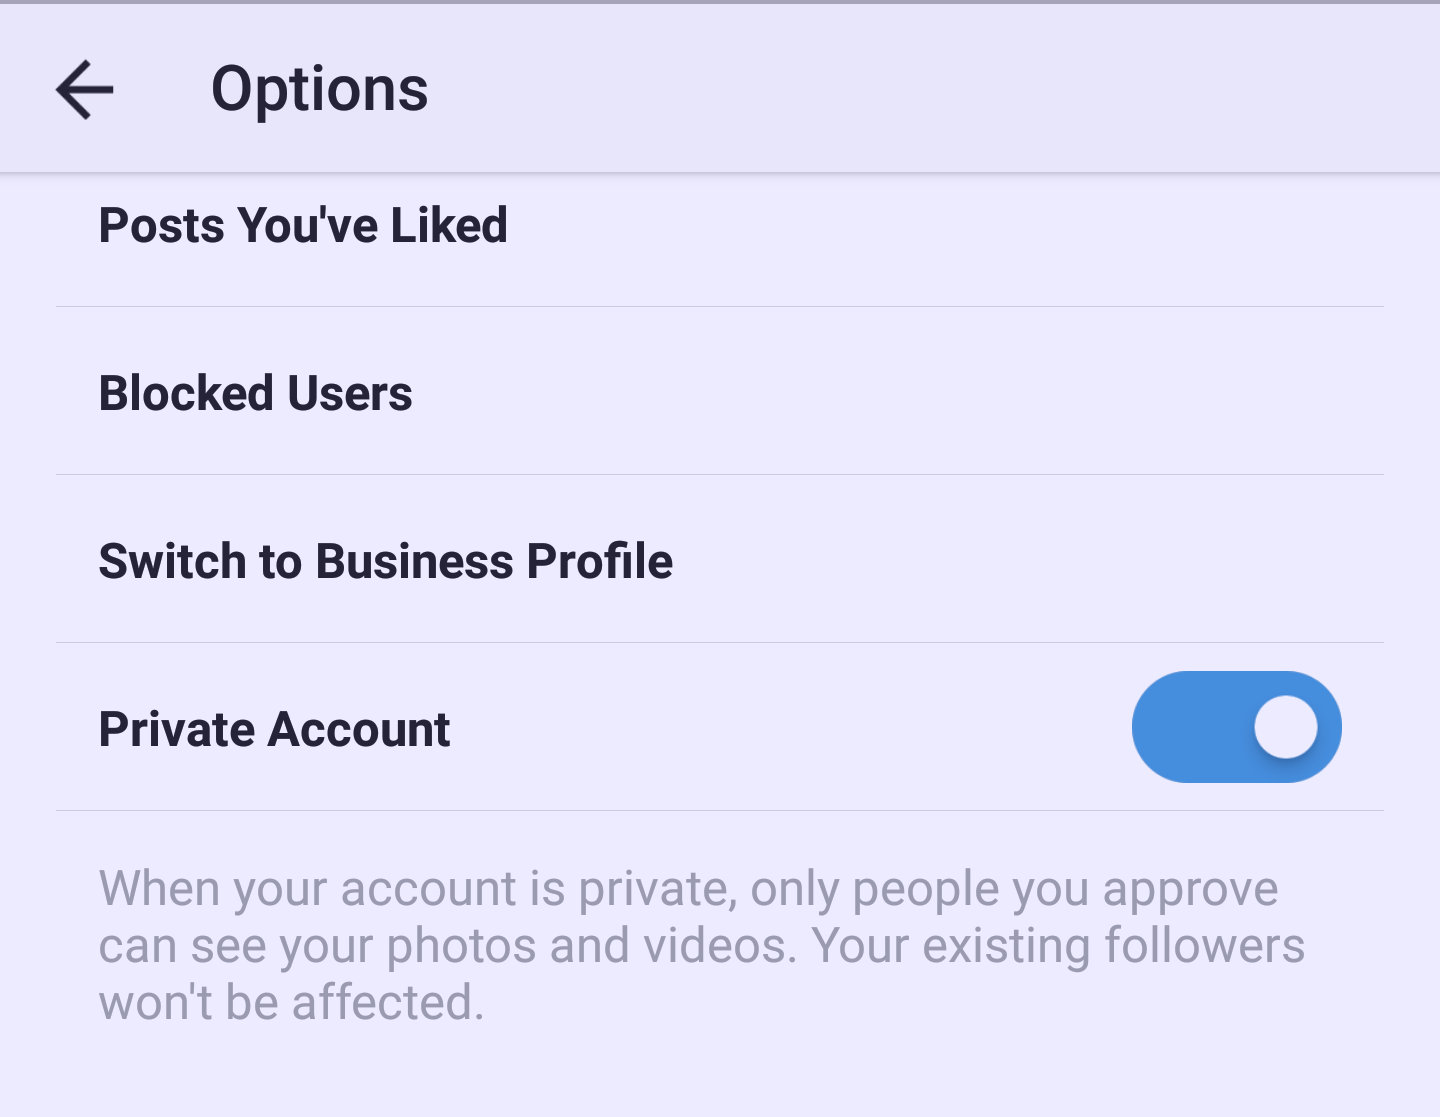 Options
Posts You've Liked
Blocked Users
Switch to Business Profile
Private Account
When your account is private, only people you approve
can see your photos and videos. Your existing followers
won't be affected.